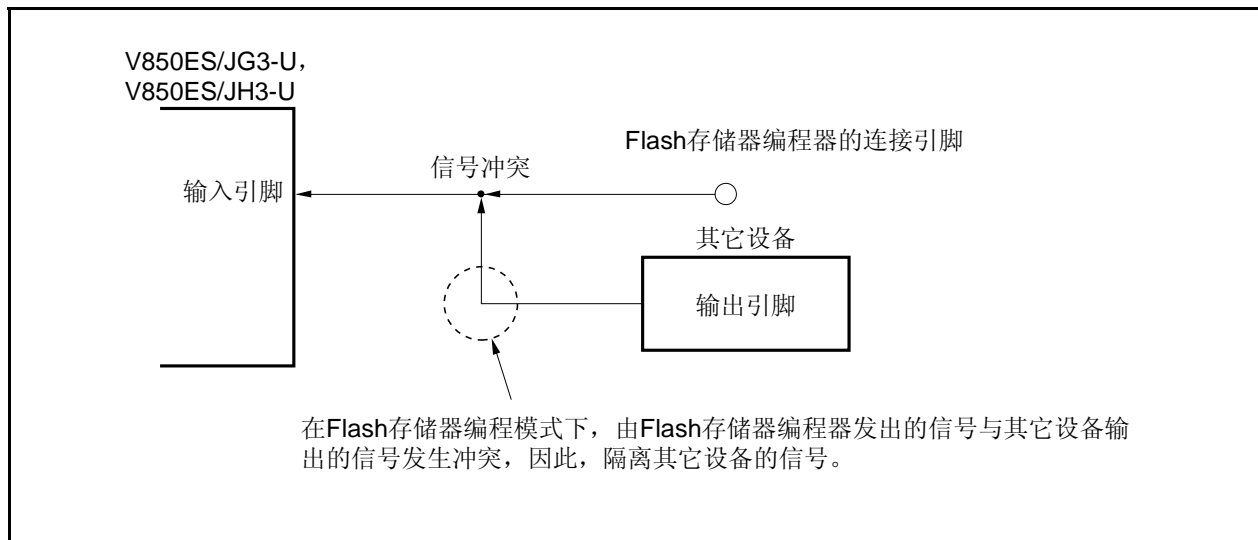 V850ES/JG3-U，
V850ES/JH3-U
Flash存储器编程器的连接引脚
信号冲突
输入引脚
其它设备
输出引脚
在Flash存储器编程模式下，由Flash存储器编程器发出的信号与其它设备输
出的信号发生冲突，因此，隔离其它设备的信号。